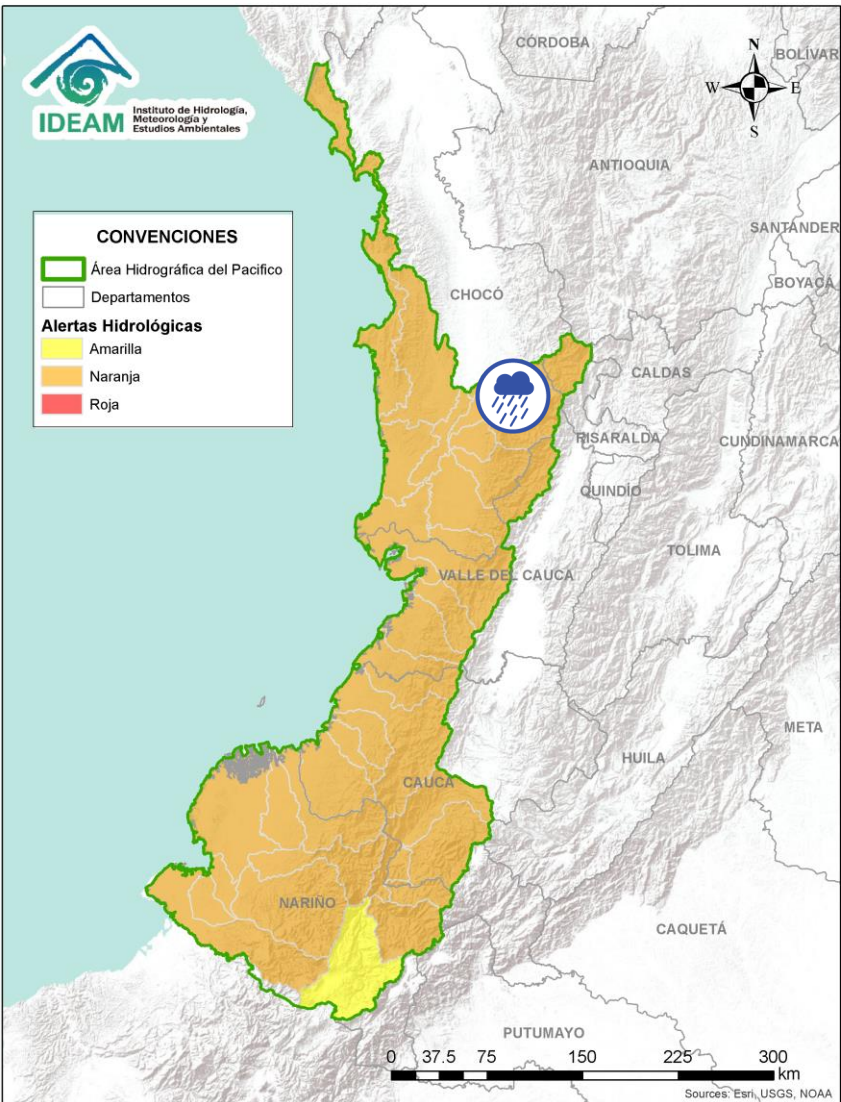 IDEAM
Instituto de Hidrología,
Meteorología y
Estudios Ambientales
N
W
E
S
CÓRDOBA
BOLIVAR
ANTIOQUIA
SANTANDER
BOYACÁ
CONVENCIONES
Área Hidrográfica del Pacifico
Departamentos
Alertas Hidrológicas
Amarilla
Naranja
Roja
CHOCÓ
CALDAS
RISARALDA
CUNDINAMARCA
QUINDÍO
TOLIMA
VALLE DEL CAUCA
META
HUILA
CAUCA
NARIÑO
CAQUETÁ
PUTUMAYO
0 37.5 75 150 225 300
km
Sources: Esri, USGS, NOAA